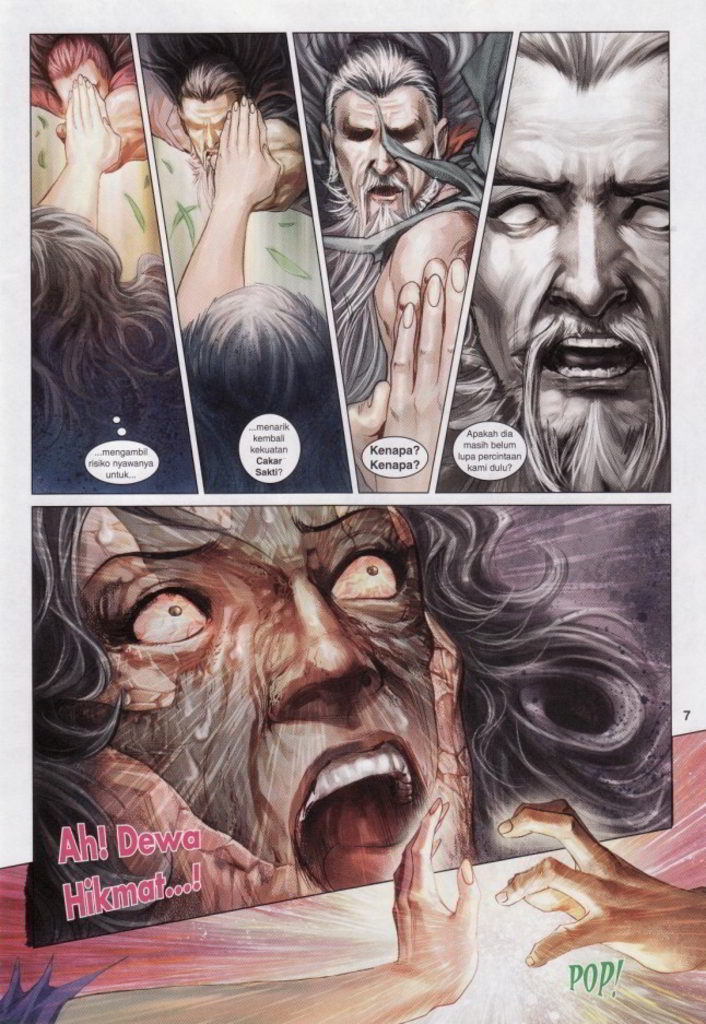 ...mengambil
risiko nyawanya
untuk...
...menarik
kembali
kekuatan
Cakar
Sakti?
Kenapa?
Kenapa?
Apakah dia
masih belum
lupa percintaan
kami dulu?
7
Ah! Dewa
Hikmat...!
POP!